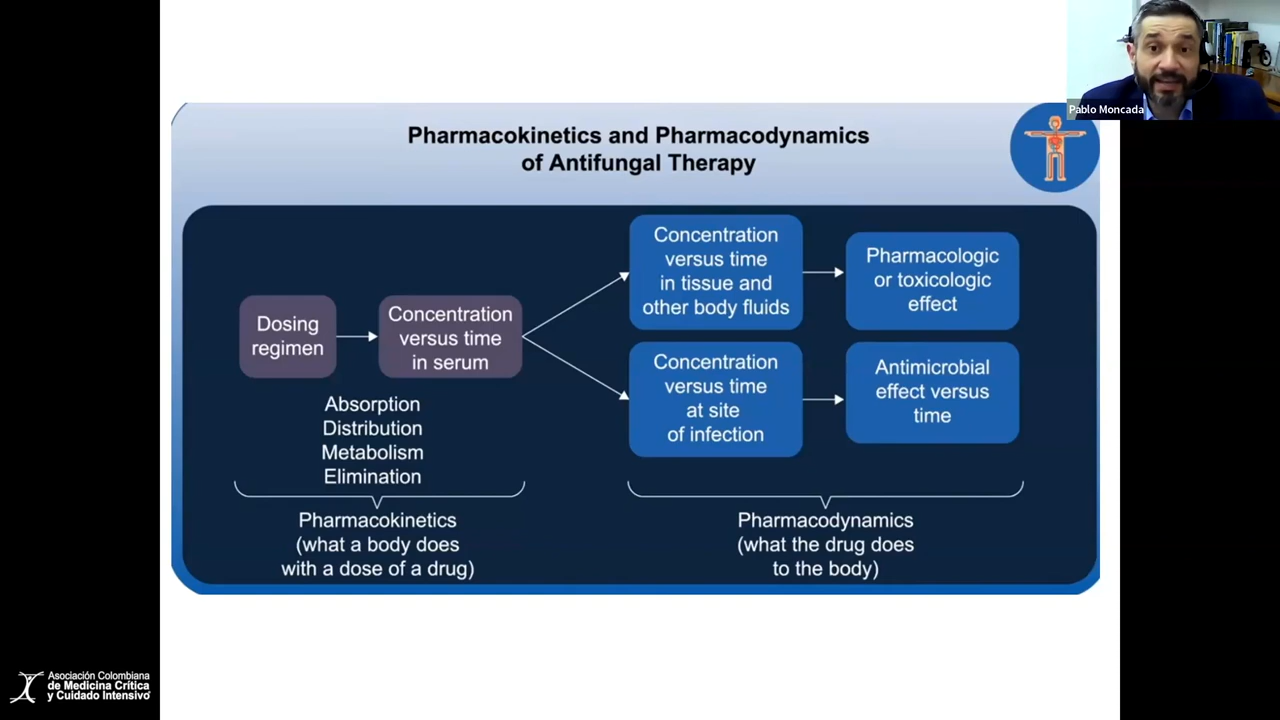 Pablo Moncada
Pharmacokinetics and Pharmacodynamics
of Antifungal Therapy
Dosing
regimen
Concentration
versus time
in serum
Concentration
versus time
in tissue and
other body fluids
Pharmacologic
or toxicologic
effect
Concentration
versus time
at site
of infection
Antimicrobial
effect versus
time
Absorption
Distribution
Metabolism
Elimination
Pharmacokinetics
(what a body does
with a dose of a drug)
Pharmacodynamics
(what the drug does
to the body)
Asociación Colombiana
de Medicina Crítica
y Cuidado Intensivo